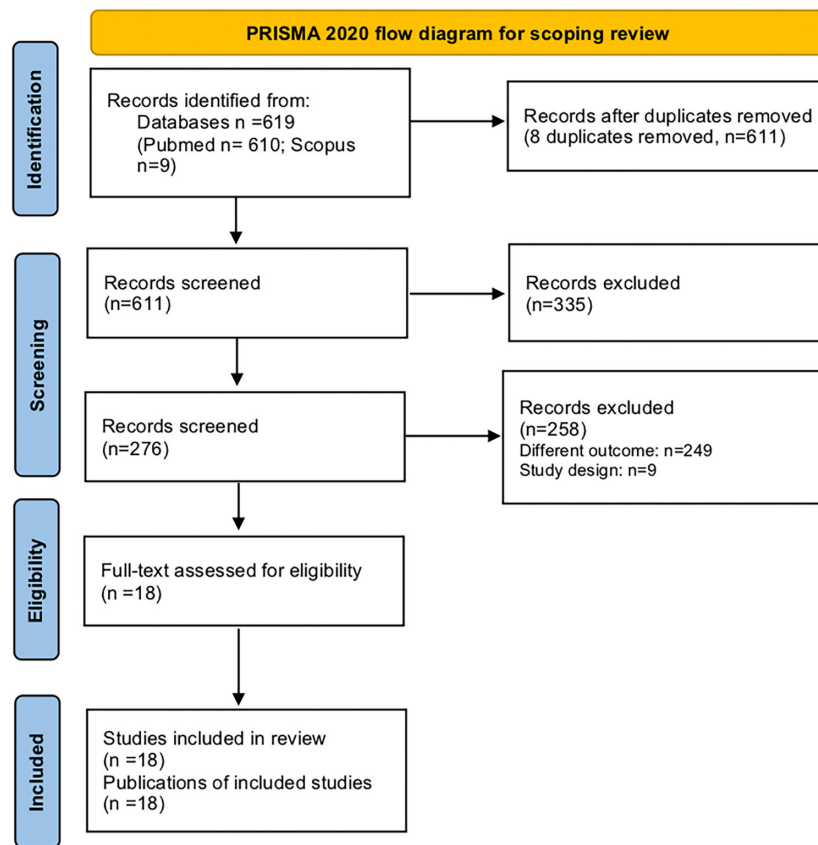 PRISMA 2020 flow diagram for scoping review
Identification
Records identified from:
Databases n =619
(Pubmed n= 610; Scopus
n=9)
Records after duplicates removed
(8 duplicates removed, n=611)
Screening
Records screened
(n=611)
Records excluded
(n=335)
Records screened
(n=276)
Records excluded
(n=258)
Different outcome: n=249
Study design: n=9
Eligibility
Full-text assessed for eligibility
(n =18)
Included
Studies included in review
(n =18)
Publications of included studies
(n =18)